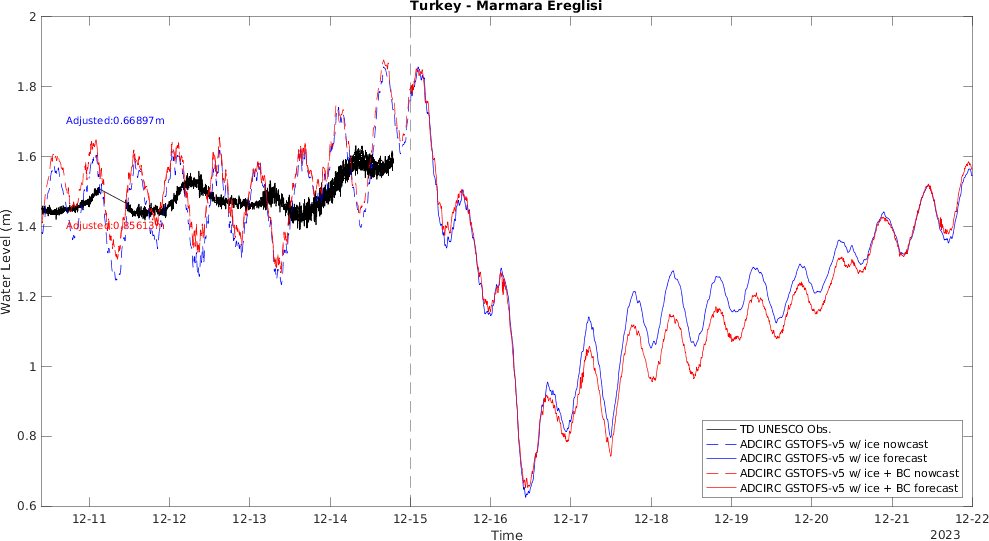 Turkey - Marmara Ereglisi
2
1.8
1.6
1.4
1.2
1
0.8
0.6
Water Level (m)
Adjusted:0.66897m
Adjusted:0.85613m
12-11
12-12
12-13
12-14
12-15
12-16
12-17
12-18
12-19
12-20
12-21
12-22
Time
2023
TD UNESCO Obs.
ADCIRC GSTOFS-v5 w/ ice nowcast
ADCIRC GSTOFS-v5 w/ ice forecast
ADCIRC GSTOFS-v5 w/ ice + BC nowcast
ADCIRC GSTOFS-v5 w/ ice + BC forecast